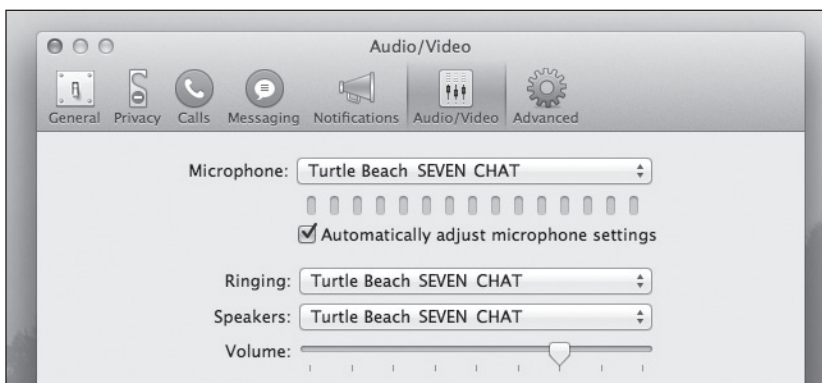 Audio/Video
General Privacy Calls Messaging Notifications Audio/Video Advanced
Microphone: Turtle Beach SEVEN CHAT
Automatically adjust microphone settings
Ringing: Turtle Beach SEVEN CHAT
Speakers: Turtle Beach SEVEN CHAT
Volume: